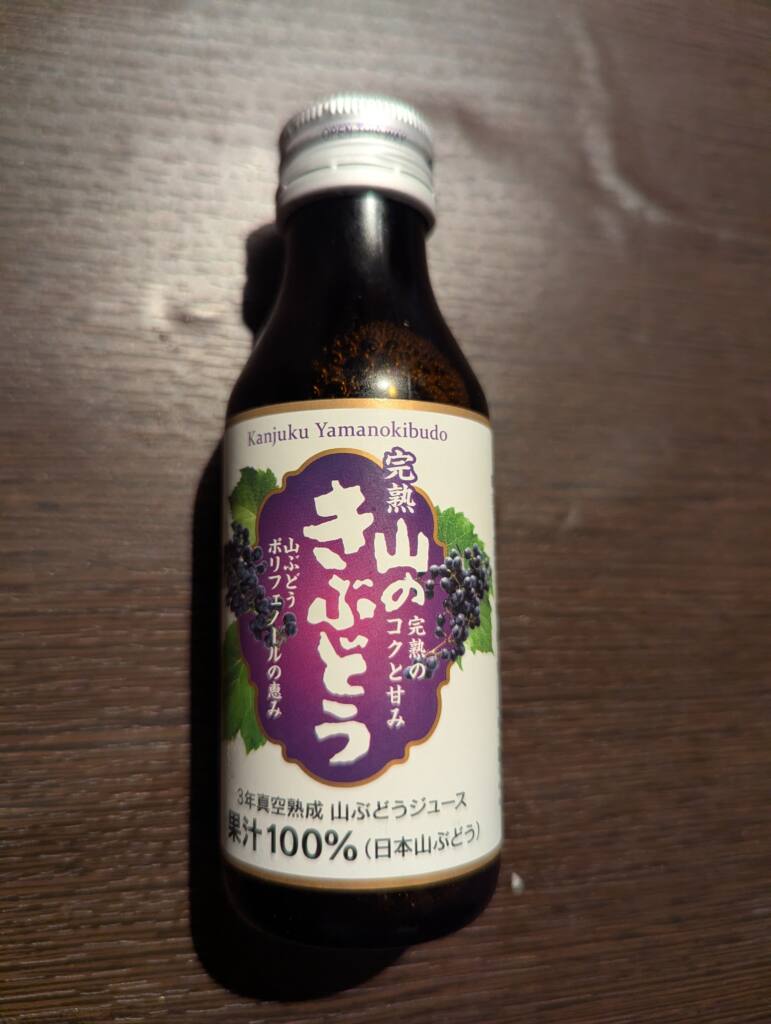 Kanjuku Yamanokibudo
完熟
山の
きぶどう
完熟の
コクと甘み
山ぶどう
ポリフェノールの恵み
3年真空熟成 山ぶどうジュース
果汁100%(日本山ぶどう)